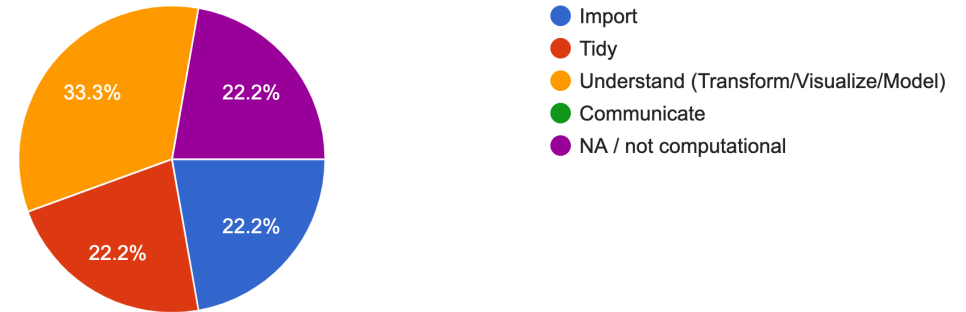 33.3%
22.2%
22.2%
22.2%
Import
Tidy
Understand (Transform/Visualize/Model)
Communicate
NA / not computational